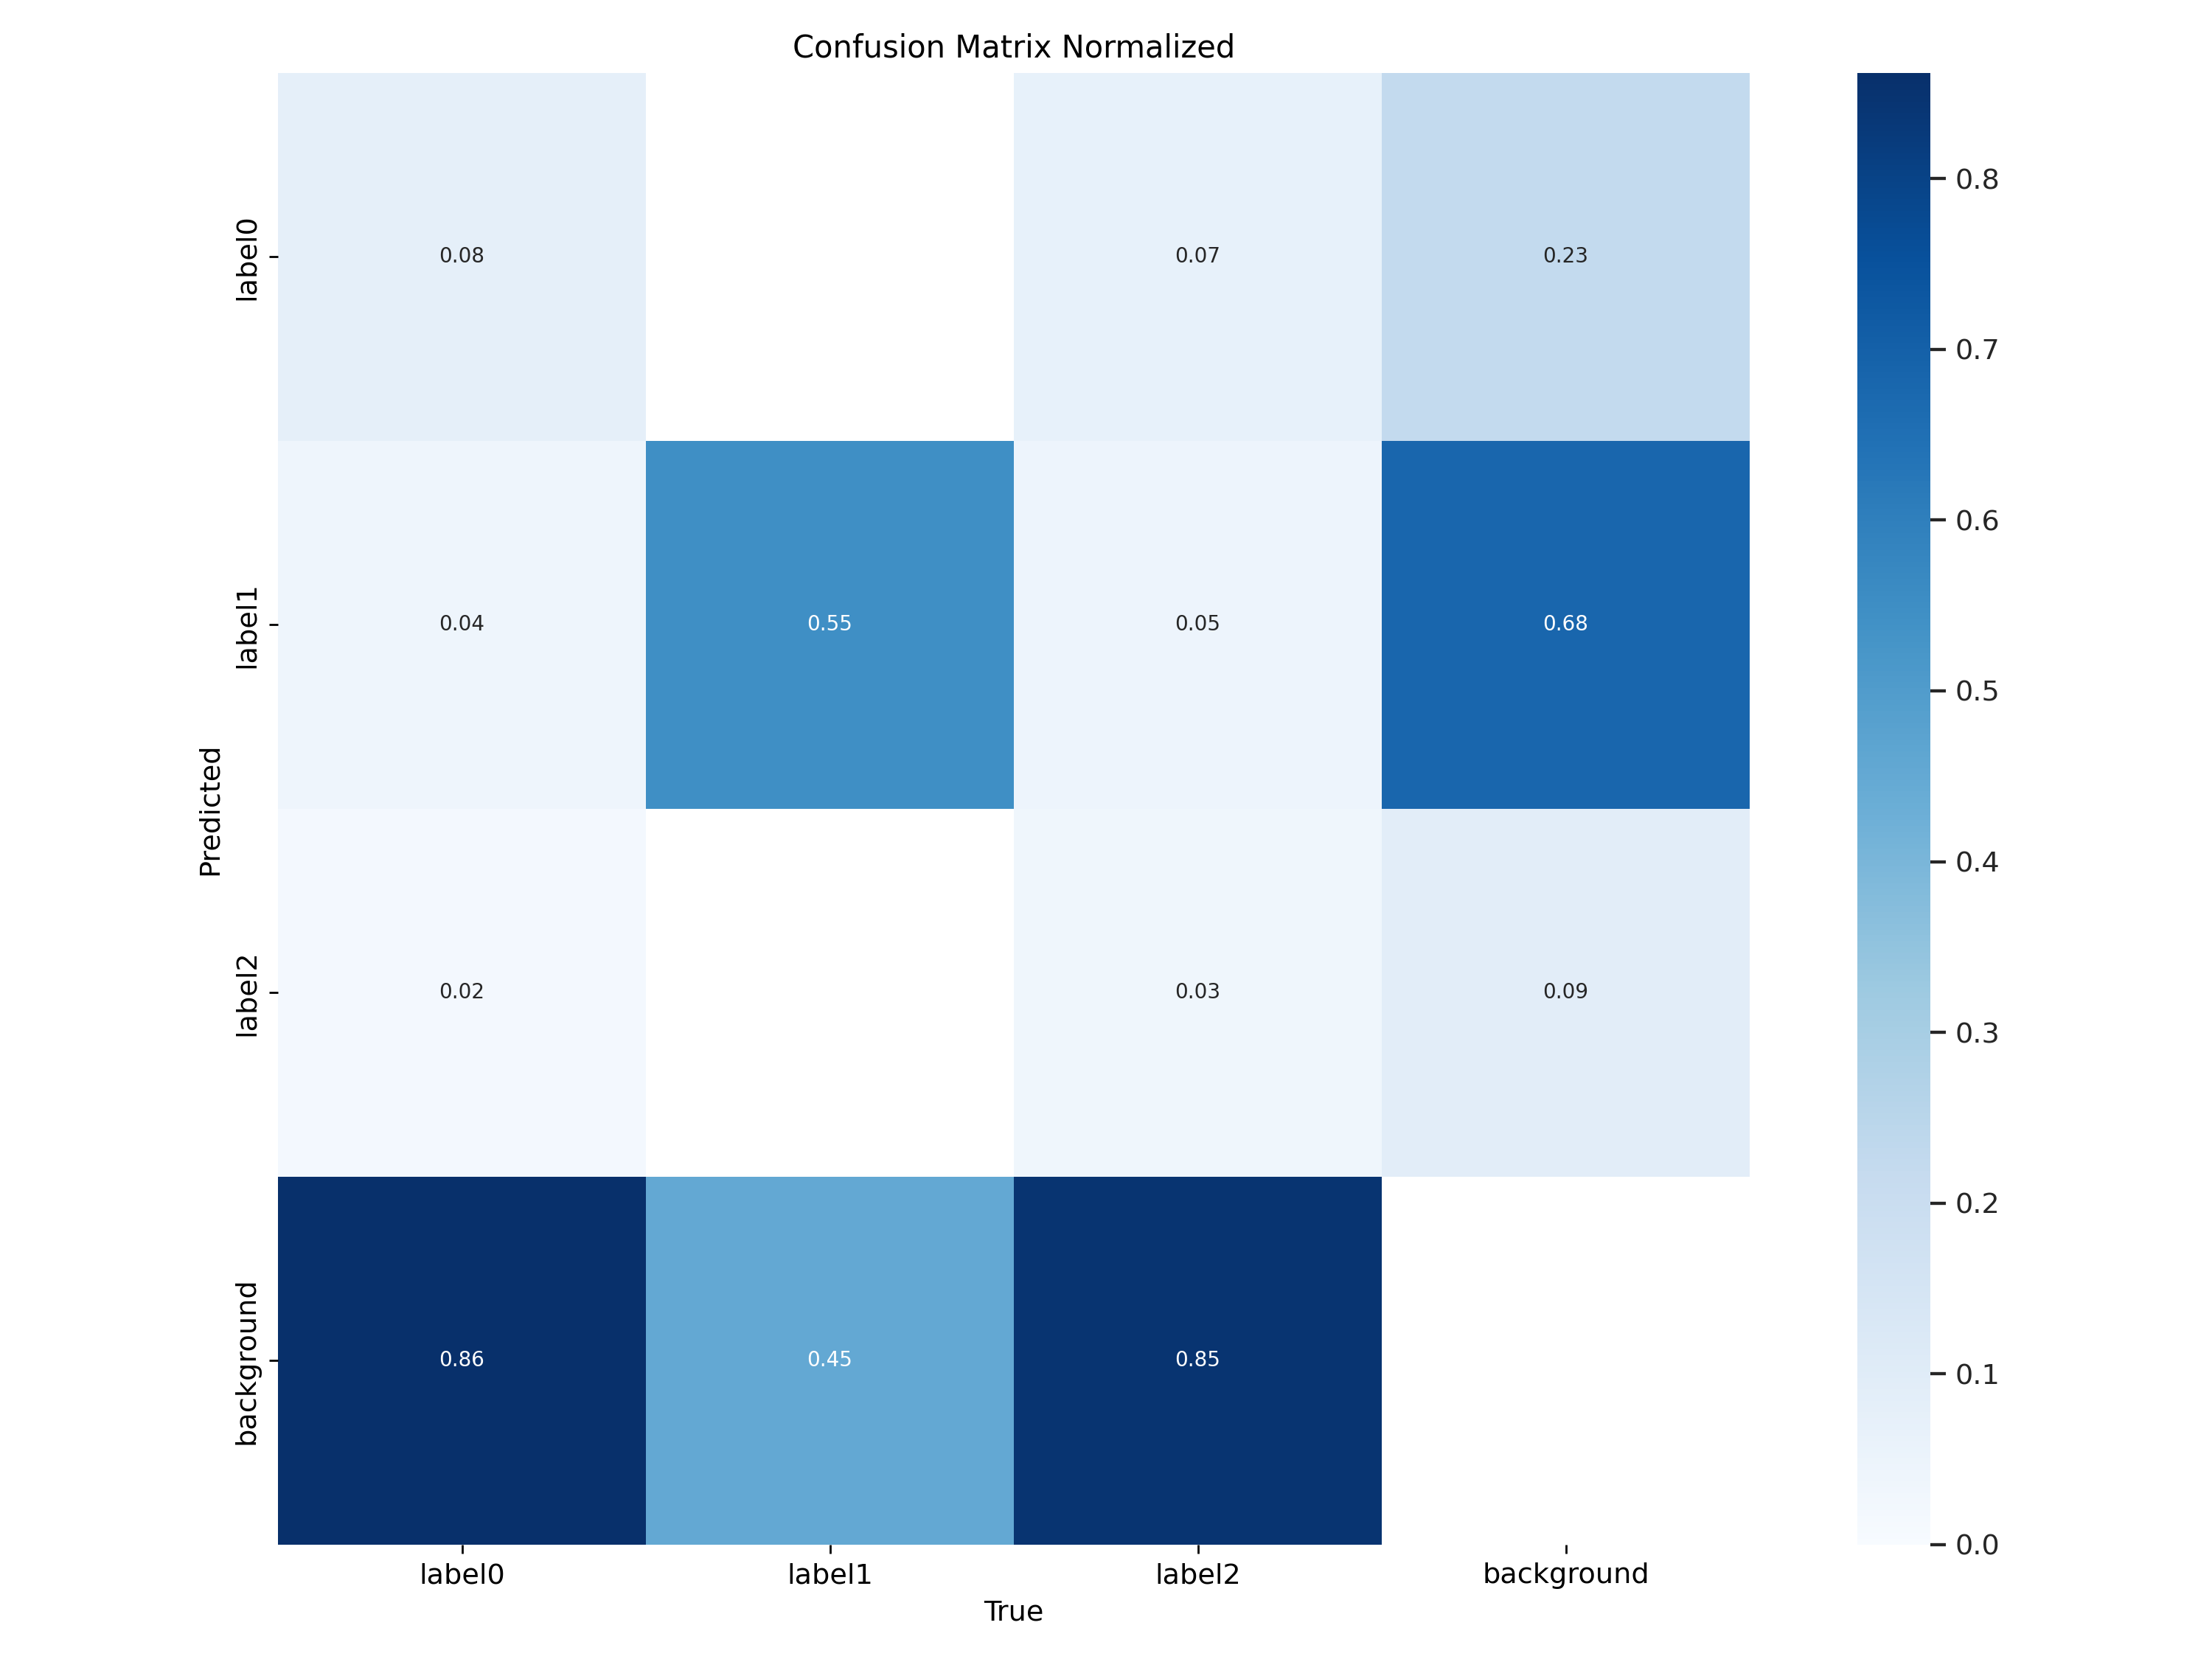 Confusion Matrix Normalized
label0
0.08
0.07
0.23
label1
0.04
0.55
0.05
0.68
label2
0.02
0.03
0.09
background
0.86
0.45
0.85
Predicted
label0
label1
label2
background
True
0.8
0.7
0.6
0.5
0.4
0.3
0.2
0.1
0.0